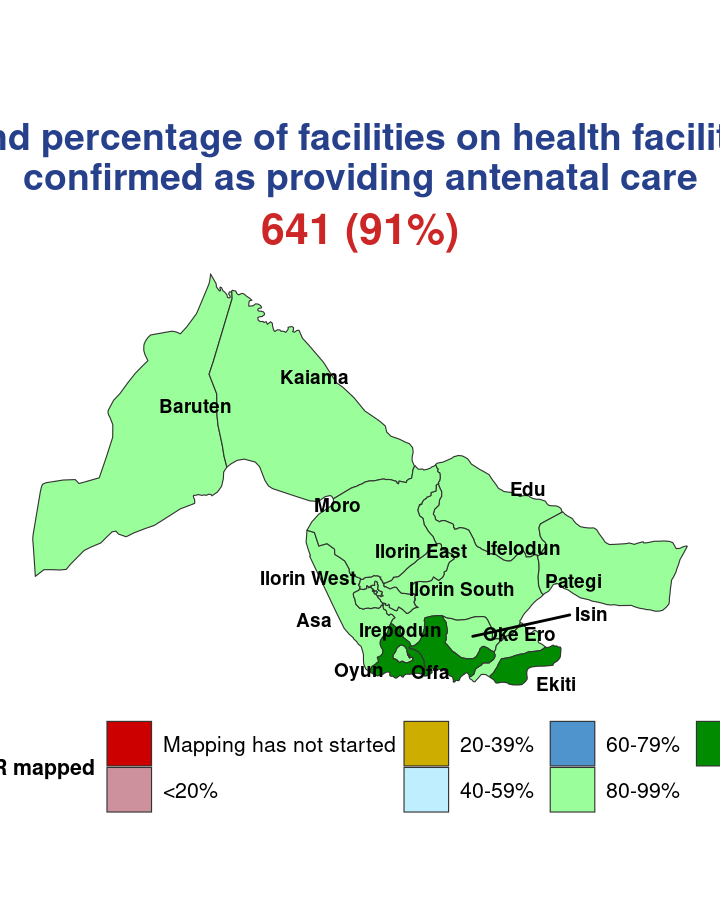 percentage of facilities on health
confirmed as providing antenatal care
641 (91%)
Kaiama
Baruten
Edu
Moro
Ilorin East
Ifelodun
Ilorin West
Ilorin South
Pategi
Asa
Isin
Irepodun
Oke Ero
Oyun
Offa
Ekiti
mapped
Mapping has not started
20-39%
60-79%
<20%
40-59%
80-99%